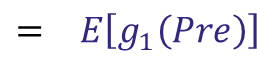 = E[g₁(Pre)]